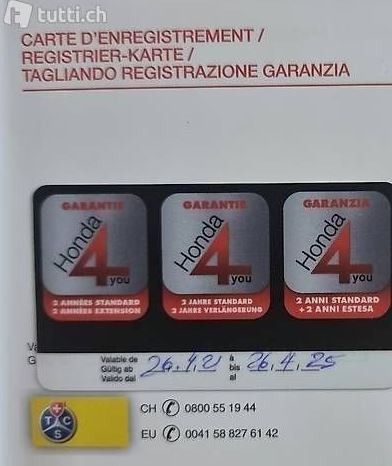 tutti.ch
CARTE D'ENREGISTREMENT /
REGISTRIER-KARTE /
TAGLIANDO REGISTRAZIONE GARANZIA
GARANTIE
Honda
4
you
2 ANNÉES STANDARD
2 ANNÉES EXTENSION
GARANTIE
Honda
4
you
2 JAHRE STANDARD
2 JAHRE VERLÄNGERUNG
GARANZIA
Honda
4
you
2 ANNI STANDARD
+ 2 ANNI ESTESA
Valable de
Gültig ab
Valido dal
26.4.21
à
bis
al
26.4.25
TCS
CH 0800 55 19 44
EU 0041 58 827 61 42